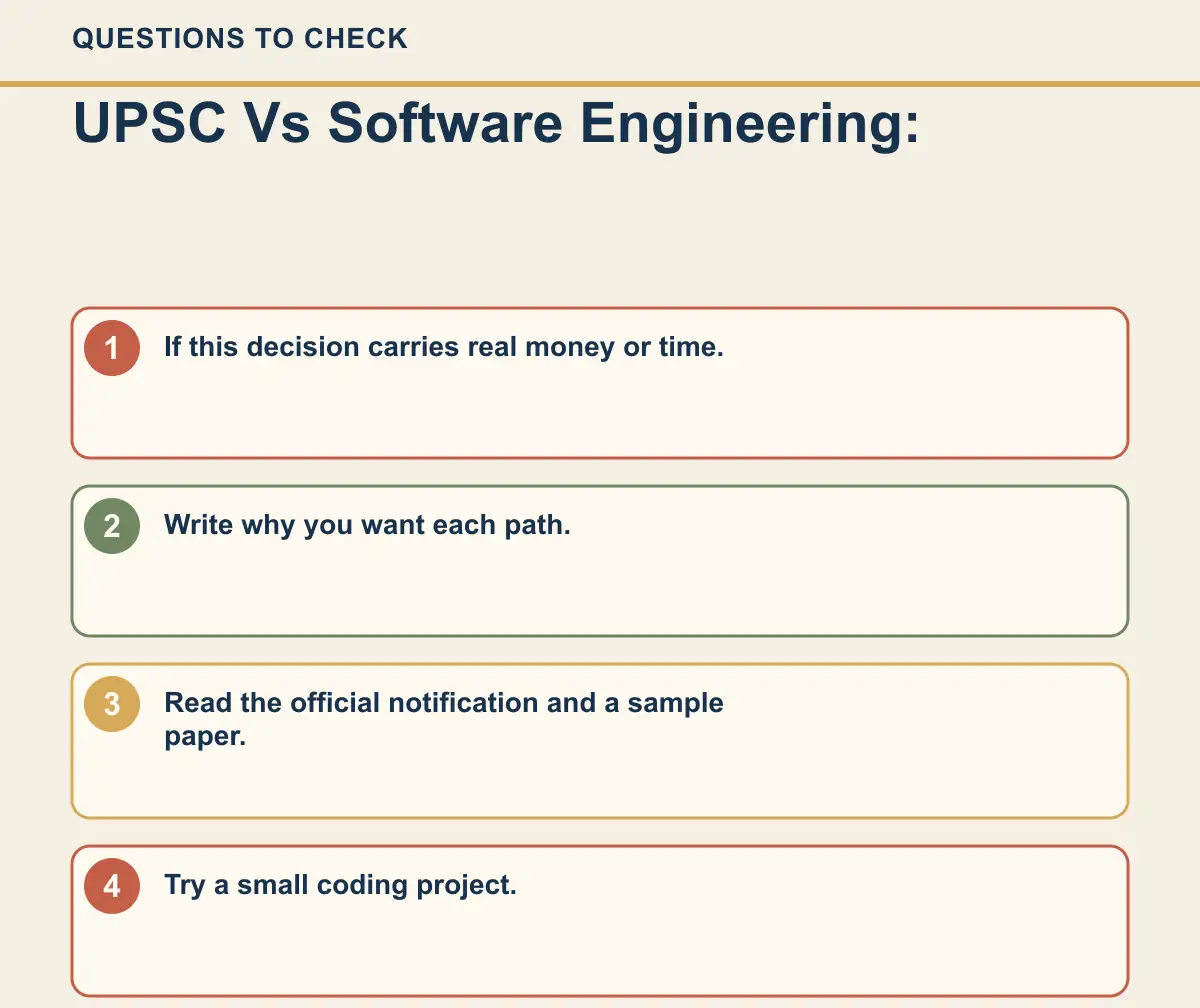 QUESTIONS TO CHECK
UPSC Vs Software Engineering:
1
If this decision carries real money or time.
2
Write why you want each path.
3
Read the official notification and a sample
paper.
4
Try a small coding project.